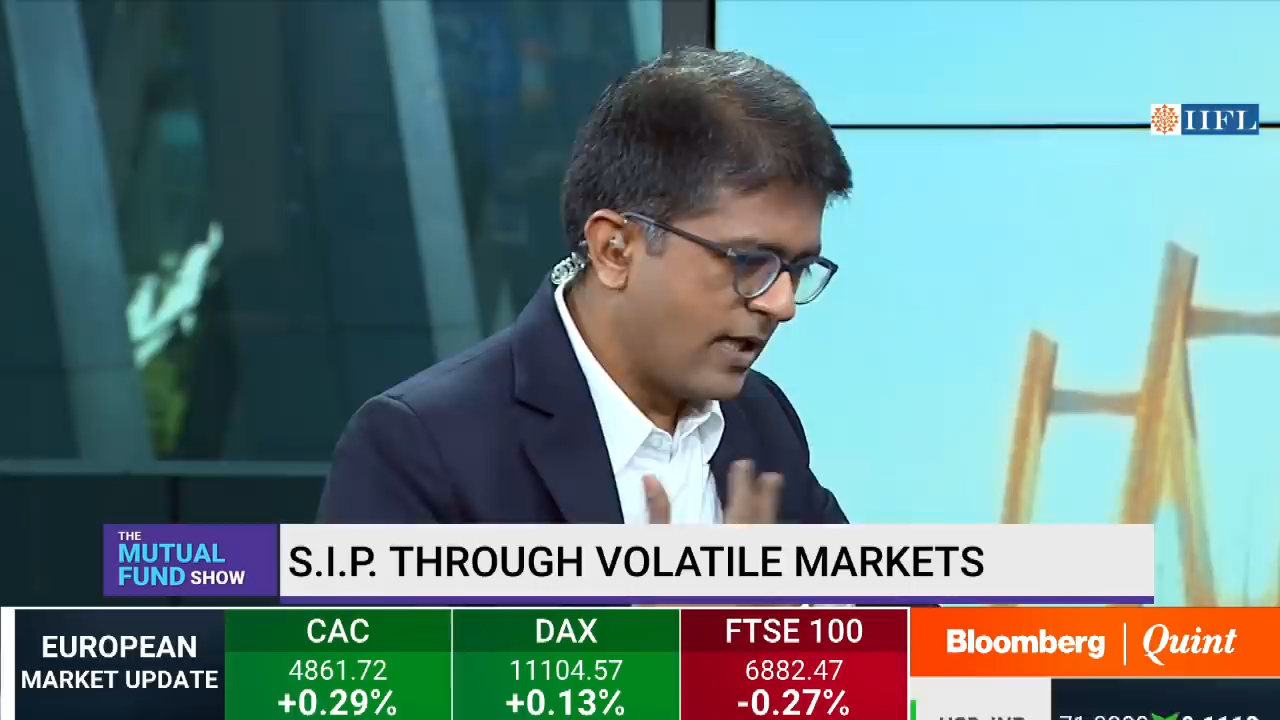 IIFL
THE
MUTUAL
FUND SHOW
S.I.P. THROUGH VOLATILE MARKETS
EUROPEAN
MARKET UPDATE
CAC
4861.72
+0.29%
DAX
11104.57
+0.13%
FTSE 100
6882.47
-0.27%
Bloomberg | Quint